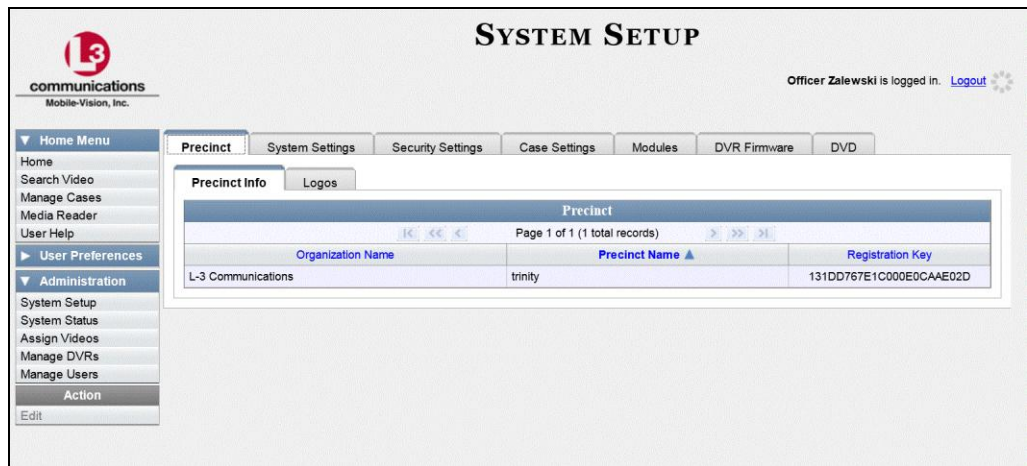 SYSTEM SETUP
L3
communications
Mobile-Vision, Inc.
Officer Zalewski is logged in. Logout
▼ Home Menu
Home
Search Video
Manage Cases
Media Reader
User Help
▶ User Preferences
▼ Administration
System Setup
System Status
Assign Videos
Manage DVRs
Manage Users
Action
Edit
Precinct System Settings Security Settings Case Settings Modules DVR Firmware DVD
Precinct Info Logos
Precinct
|< << < Page 1 of 1 (1 total records) > >> >|
Organization Name Precinct Name ▲ Registration Key
L-3 Communications trinity 131DD767E1C000E0CAAE02D